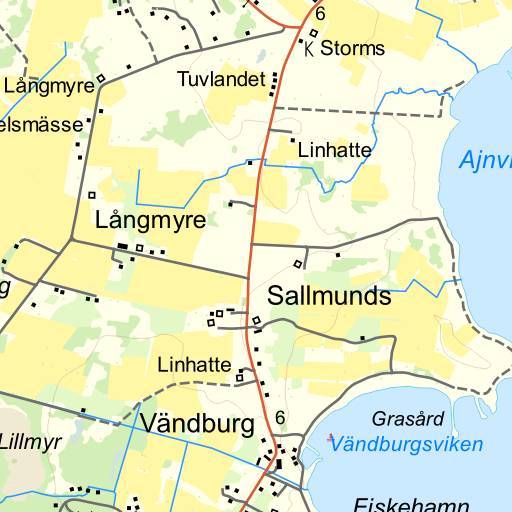 6
Storms
Långmyre
Tuvlandet
elsmässe
Linhatte
Ajnvi
Långmyre
g
Sallmunds
Linhatte
Vändburg
6
Grasård
Lillmyr
Vändburgsviken
Fiskehamn